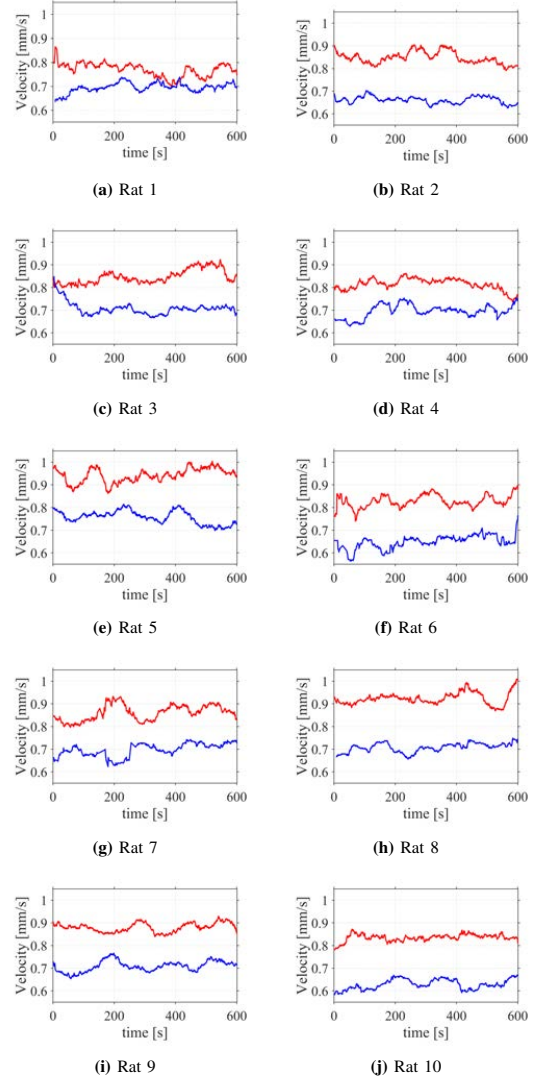 Velocity [mm/s]
1
0.9
0.8
0.7
0.6
0 200 400 600
time [s]
(a) Rat 1
Velocity [mm/s]
1
0.9
0.8
0.7
0.6
0 200 400 600
time [s]
(b) Rat 2
Velocity [mm/s]
1
0.9
0.8
0.7
0.6
0 200 400 600
time [s]
(c) Rat 3
Velocity [mm/s]
1
0.9
0.8
0.7
0.6
0 200 400 600
time [s]
(d) Rat 4
Velocity [mm/s]
1
0.9
0.8
0.7
0.6
0 200 400 600
time [s]
(e) Rat 5
Velocity [mm/s]
1
0.9
0.8
0.7
0.6
0 200 400 600
time [s]
(f) Rat 6
Velocity [mm/s]
1
0.9
0.8
0.7
0.6
0 200 400 600
time [s]
(g) Rat 7
Velocity [mm/s]
1
0.9
0.8
0.7
0.6
0 200 400 600
time [s]
(h) Rat 8
Velocity [mm/s]
1
0.9
0.8
0.7
0.6
0 200 400 600
time [s]
(i) Rat 9
Velocity [mm/s]
1
0.9
0.8
0.7
0.6
0 200 400 600
time [s]
(j) Rat 10